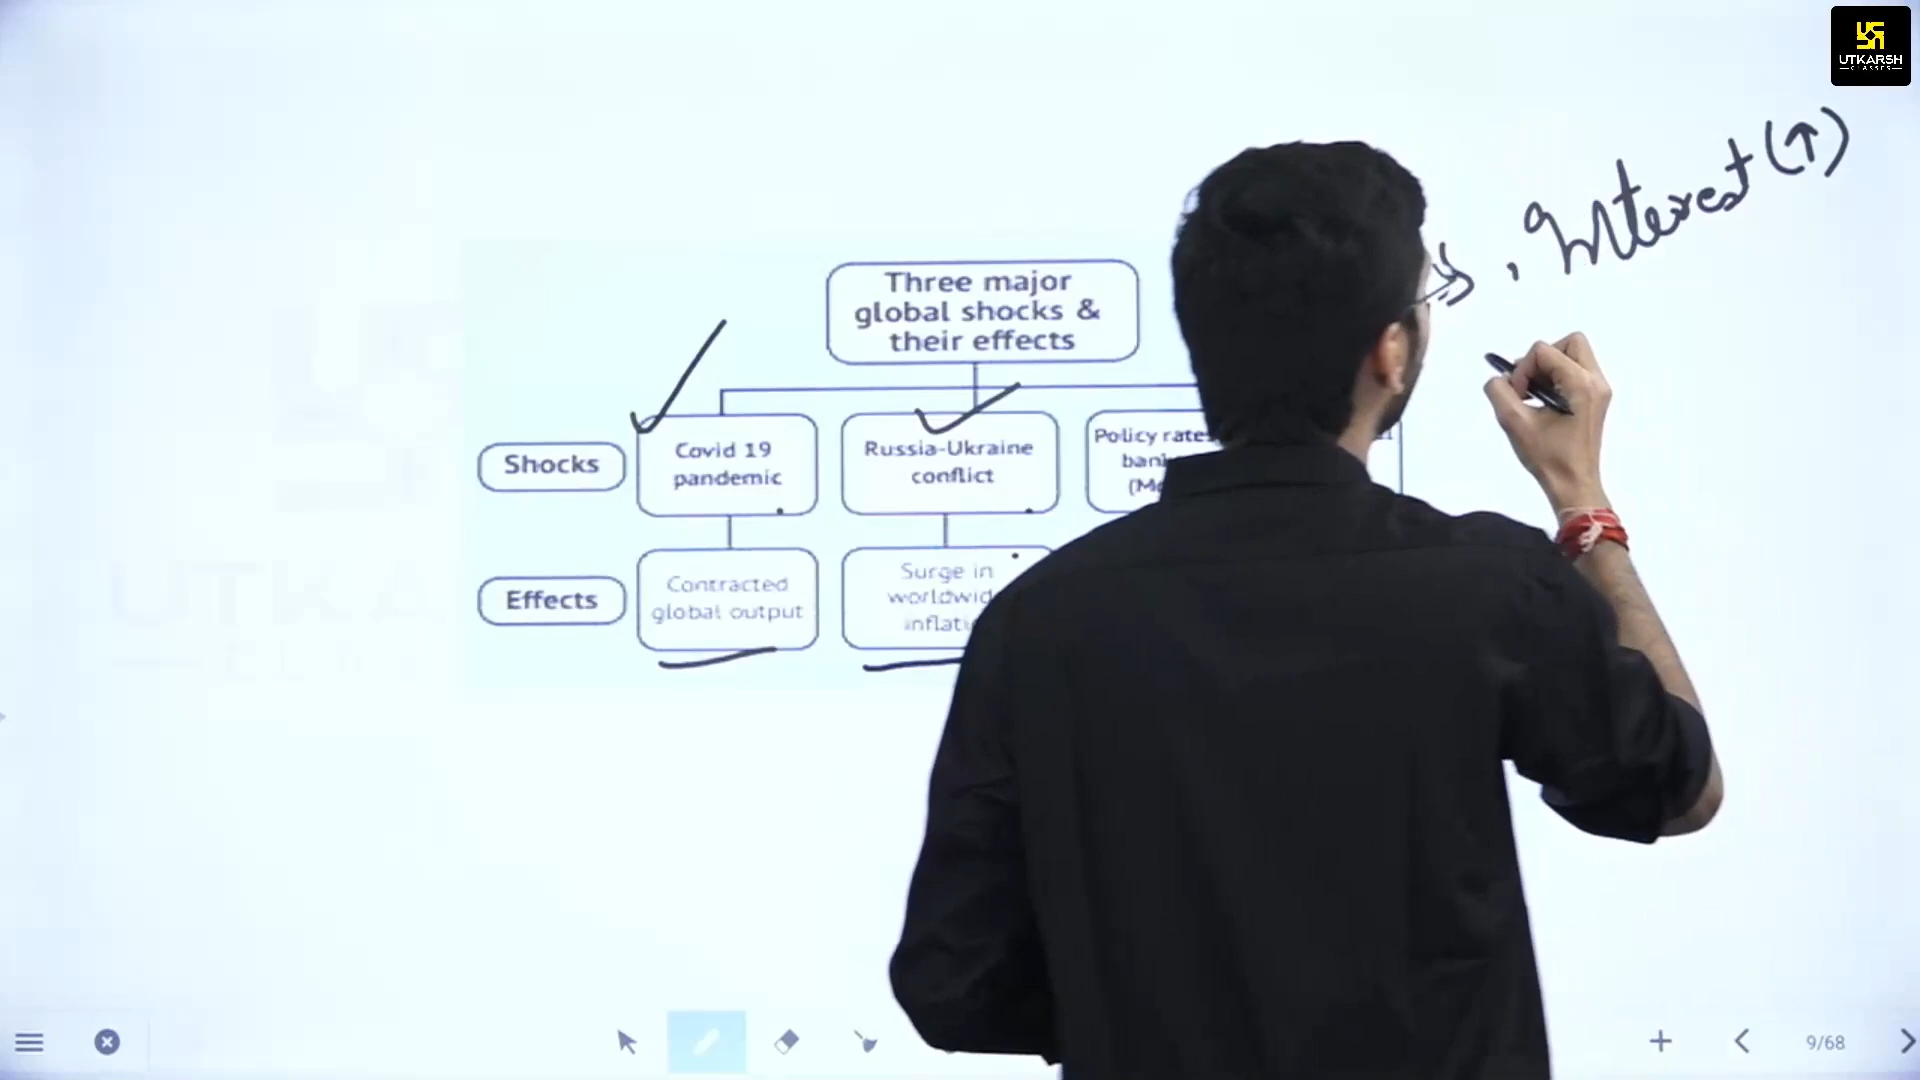 UTKARSH
CLASSES
Interest (↑)
Three major
global shocks &
their effects
Shocks
Covid 19
pandemic
Russia-Ukraine
conflict
Policy rates
Effects
Contracted
global output
Surge in
9/68